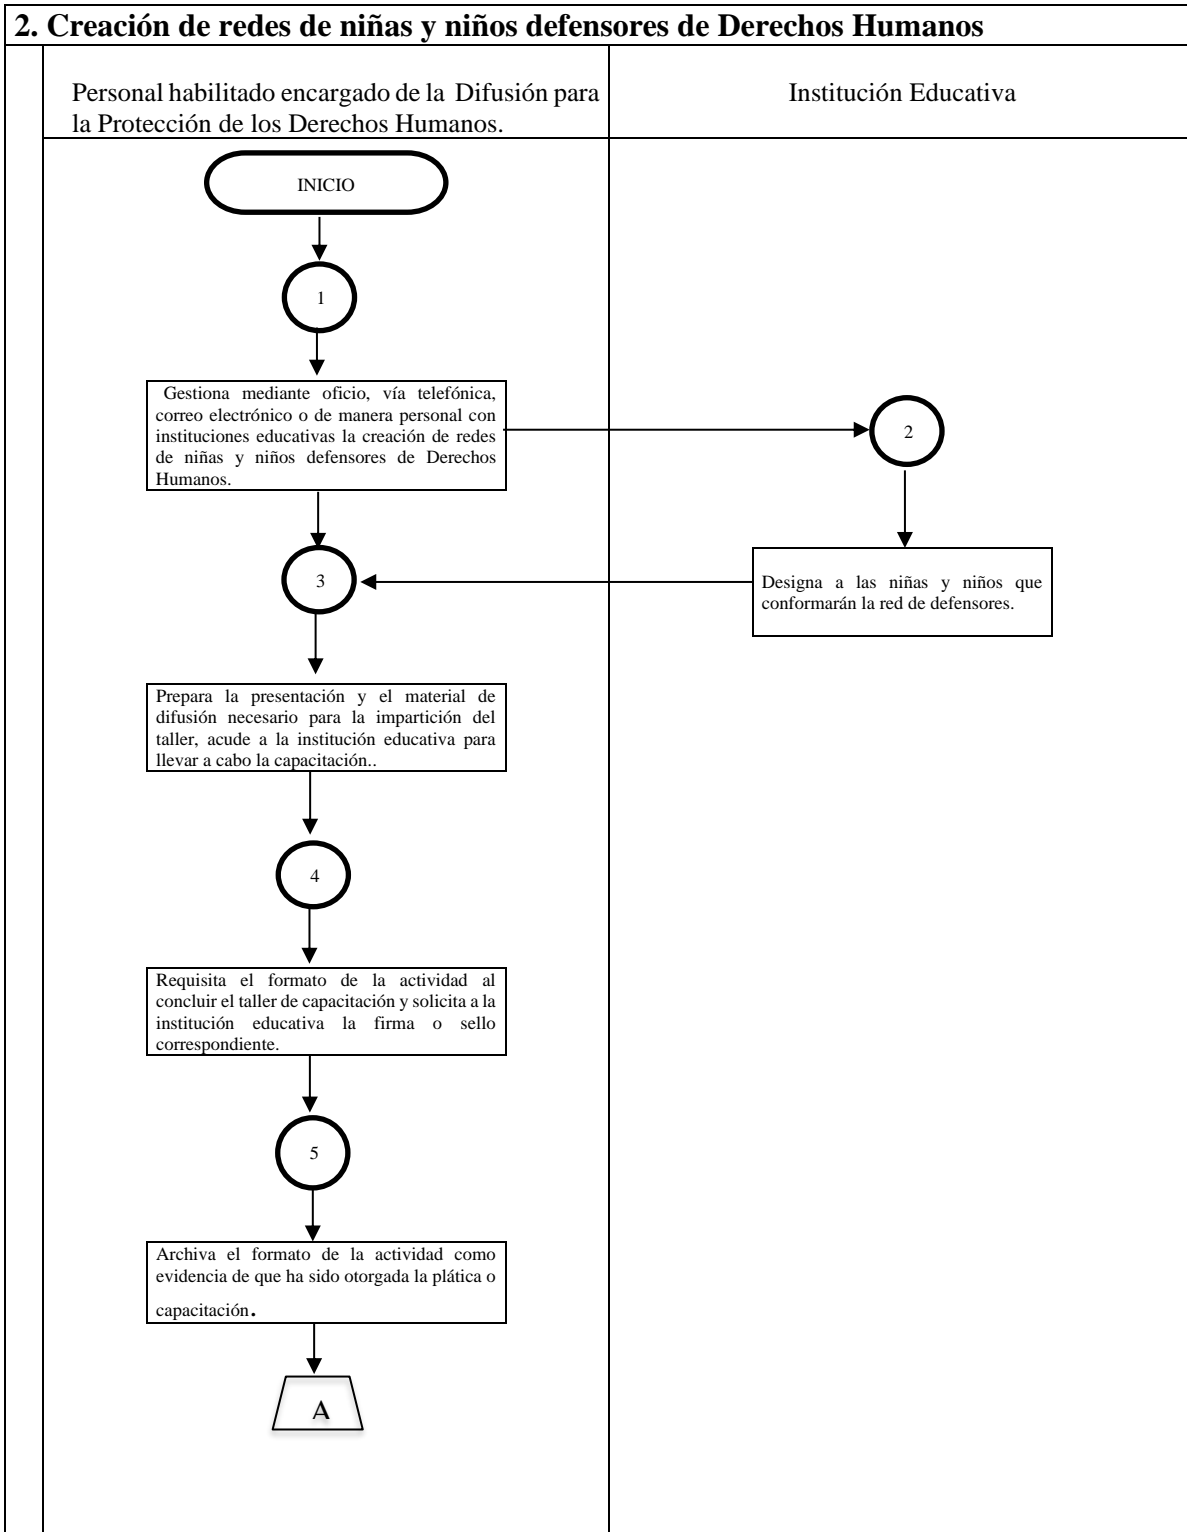 2. Creación de redes de niñas y niños defensores de Derechos Humanos
Personal habilitado encargado de la Difusión para
la Protección de los Derechos Humanos.
Institución Educativa
INICIO
1
Gestiona mediante oficio, vía telefónica,
correo electrónico o de manera personal con
instituciones educativas la creación de redes
de niñas y niños defensores de Derechos
Humanos.
2
Designa a las niñas y niños que
conformarán la red de defensores.
3
Prepara la presentación y el material de
difusión necesario para la impartición del
taller, acude a la institución educativa para
llevar a cabo la capacitación..
4
Requisita el formato de la actividad al
concluir el taller de capacitación y solicita a la
institución educativa la firma o sello
correspondiente.
5
Archiva el formato de la actividad como
evidencia de que ha sido otorgada la plática o
capacitación.
A